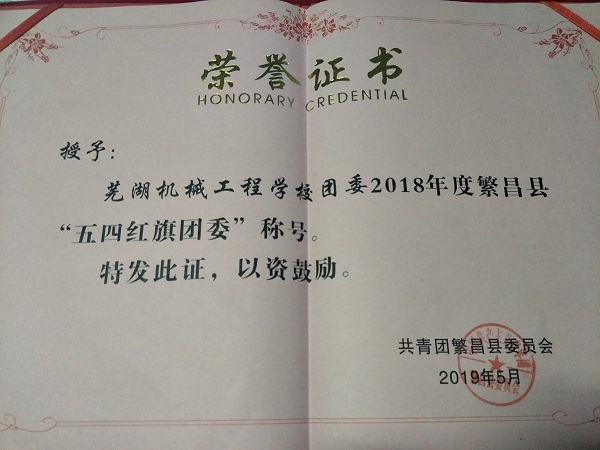 荣誉证书
HONORARY CREDENTIAL
授予：
芜湖机械工程学校团委2018年度繁昌县
“五四红旗团委”称号。
特发此证，以资鼓励。
共青团繁昌县委员会
2019年5月